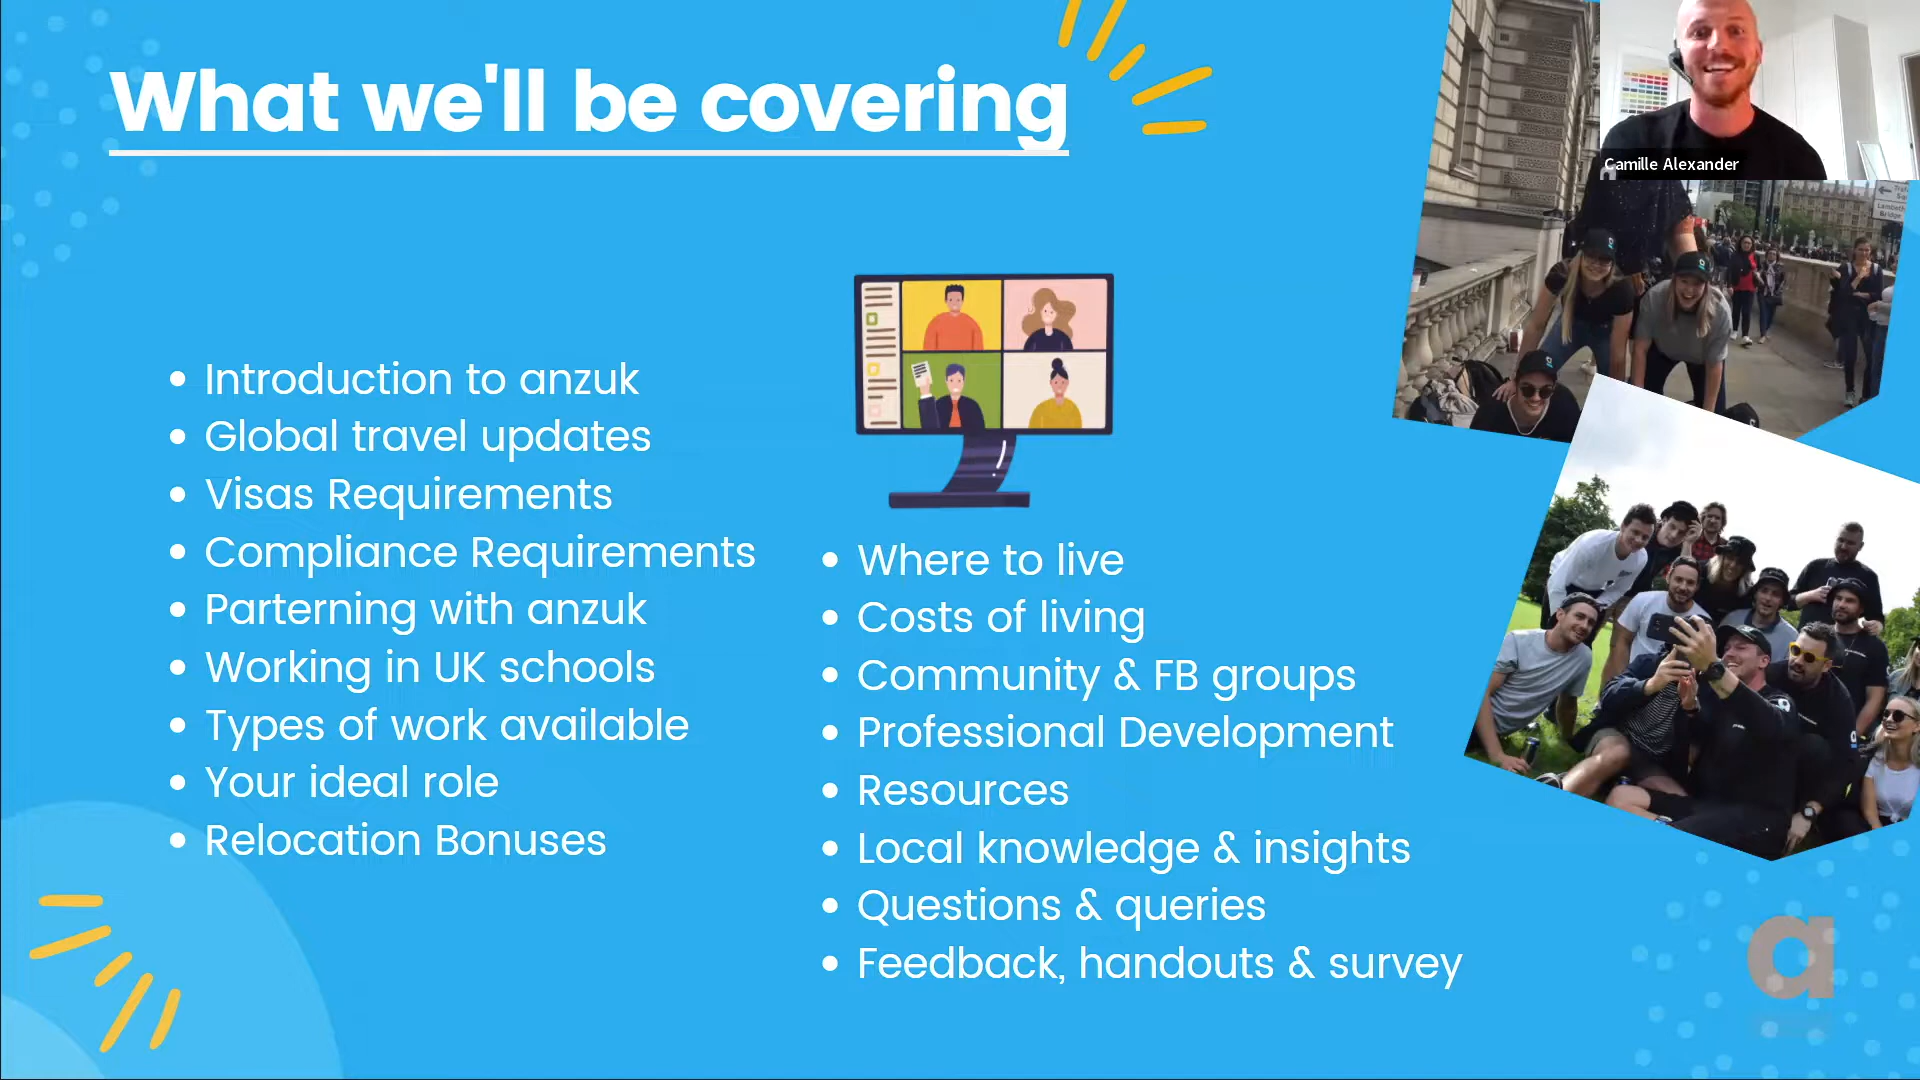 What we'll be covering
Camille Alexander
Introduction to anzuk
Global travel updates
Visas Requirements
Compliance Requirements
Parterning with anzuk
Working in UK schools
Types of work available
Your ideal role
Relocation Bonuses
Where to live
Costs of living
Community & FB groups
Professional Development
Resources
Local knowledge & insights
Questions & queries
Feedback, handouts & survey
a